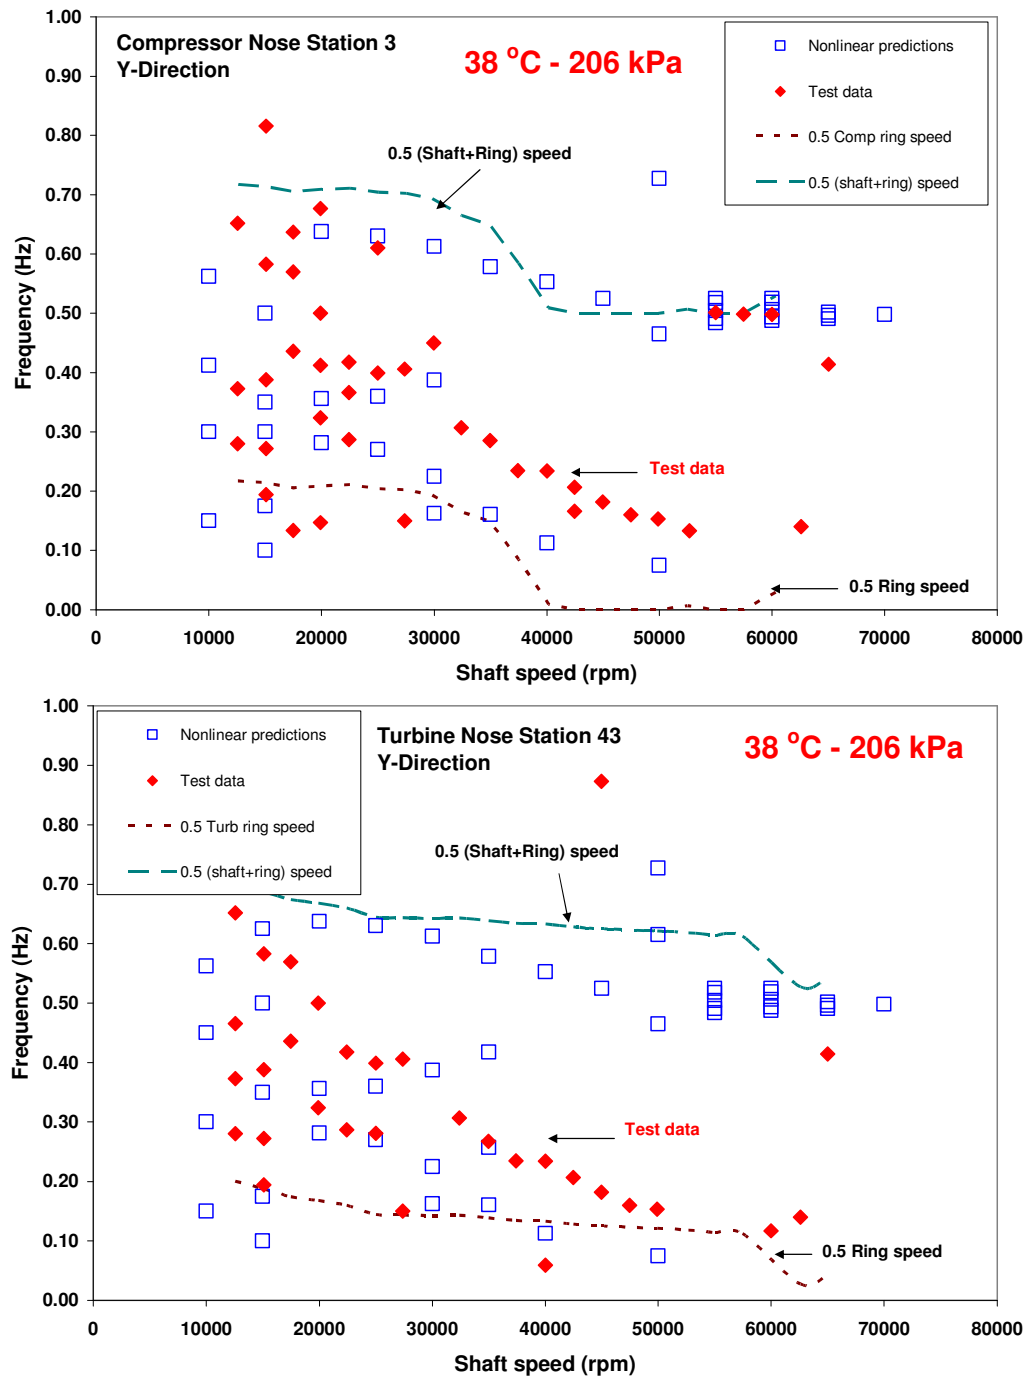 Compressor Nose Station 3
Y-Direction
38 °C - 206 kPa
Nonlinear predictions
Test data
0.5 Comp ring speed
0.5 (shaft+ring) speed
0.5 (Shaft+Ring) speed
Test data
0.5 Ring speed
Frequency (Hz)
1.00
0.90
0.80
0.70
0.60
0.50
0.40
0.30
0.20
0.10
0.00
0 10000 20000 30000 40000 50000 60000 70000 80000
Shaft speed (rpm)
Nonlinear predictions
Test data
0.5 Turb ring speed
0.5 (shaft+ring) speed
Turbine Nose Station 43
Y-Direction
38 °C - 206 kPa
0.5 (Shaft+Ring) speed
Test data
0.5 Ring speed
Frequency (Hz)
1.00
0.90
0.80
0.70
0.60
0.50
0.40
0.30
0.20
0.10
0.00
0 10000 20000 30000 40000 50000 60000 70000 80000
Shaft speed (rpm)